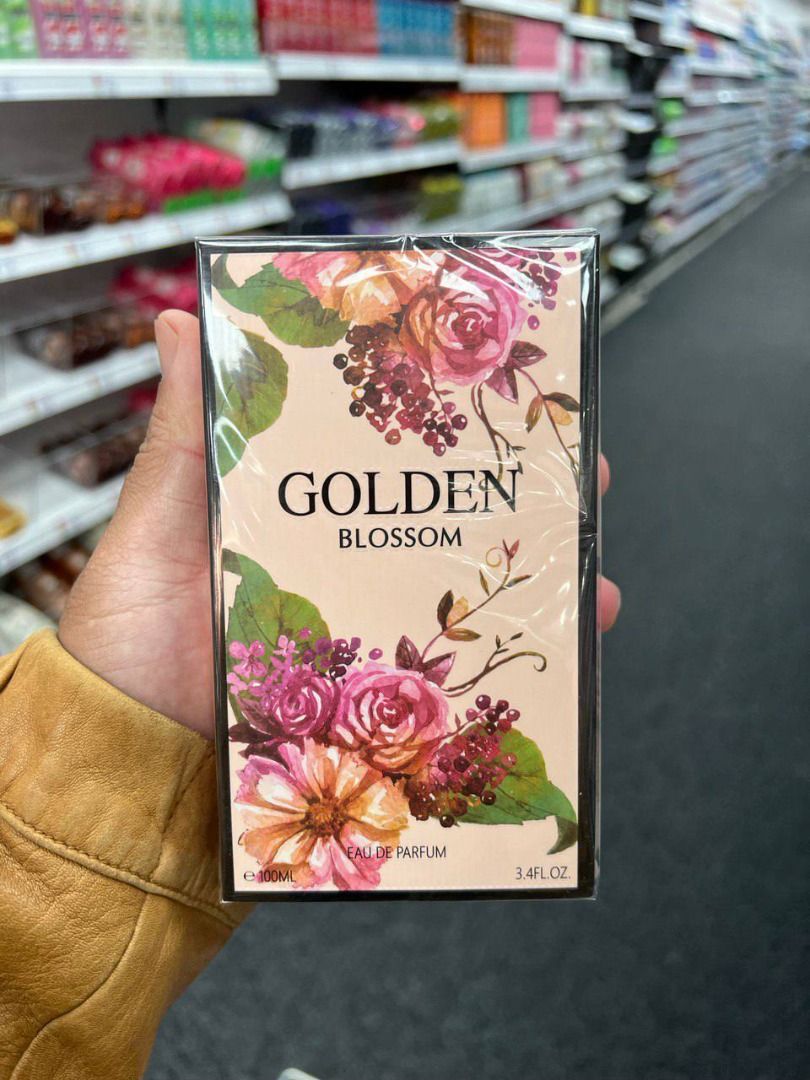 GOLDEN
BLOSSOM
EAU DE PARFUM
℮ 100ML
3.4FL.OZ.